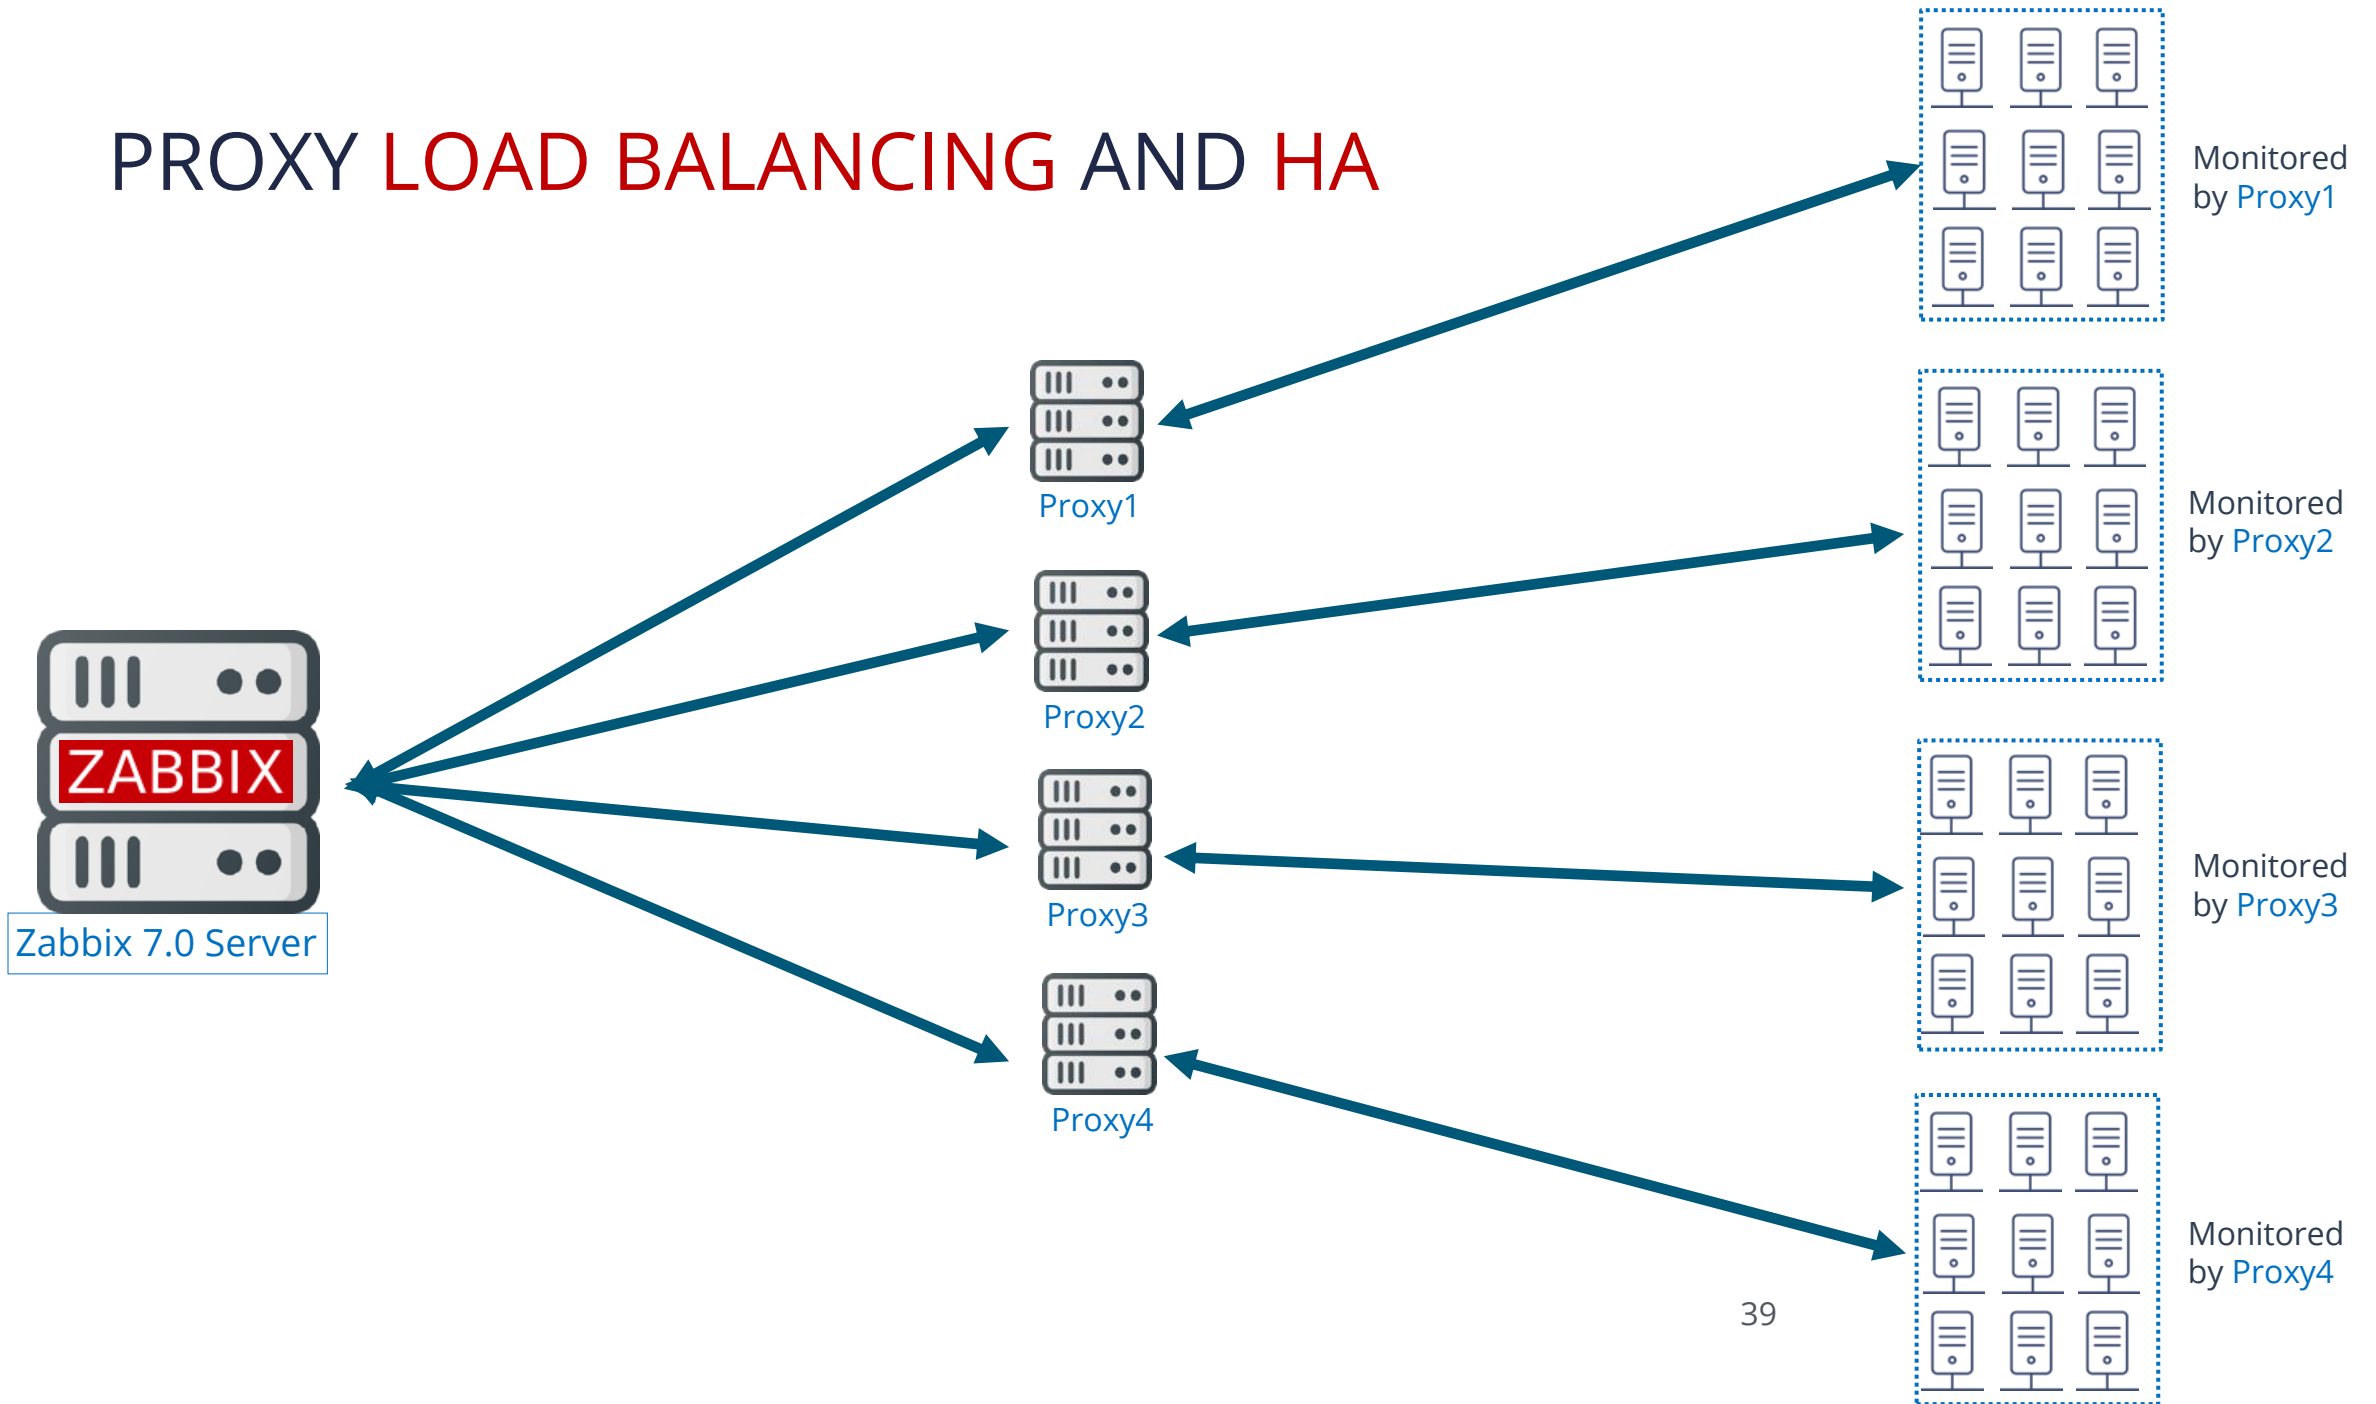 PROXY LOAD BALANCING AND HA
Monitored
by Proxy1
Proxy1
Monitored
by Proxy2
Proxy2
ZABBIX
Zabbix 7.0 Server
Proxy3
Monitored
by Proxy3
Proxy4
Monitored
by Proxy4
39